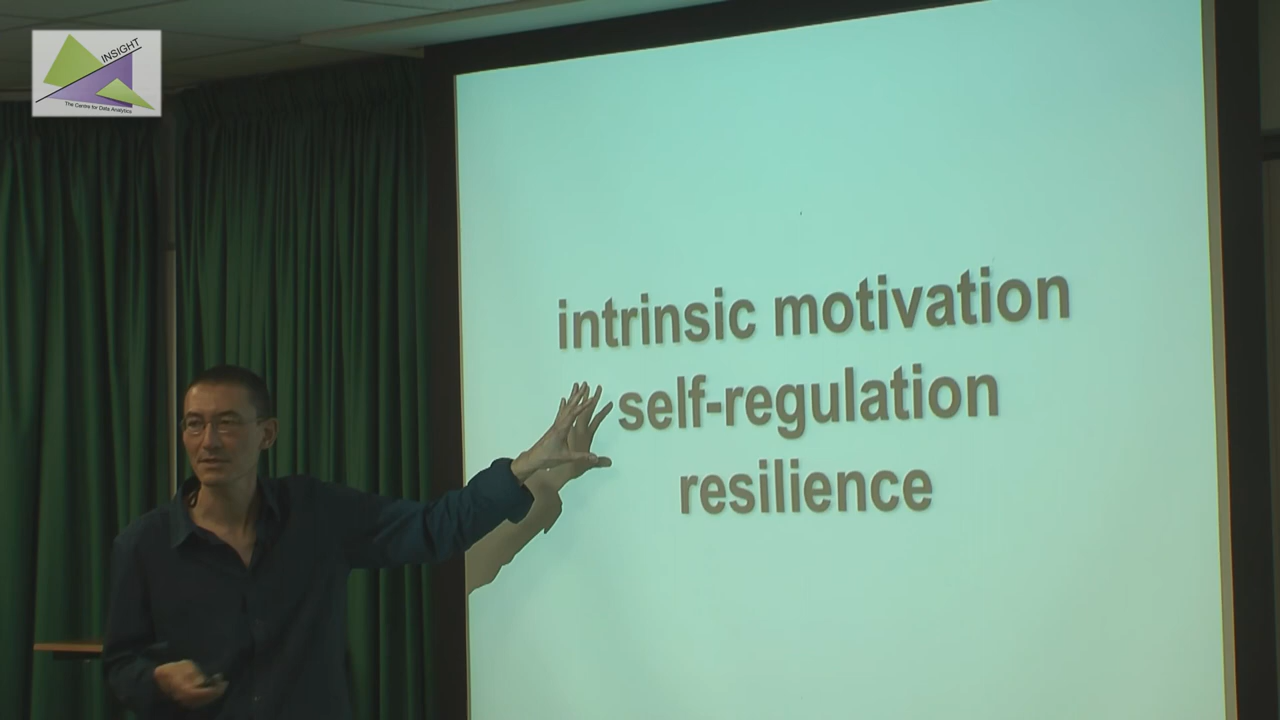 INSIGHT
The Centre for Data Analytics
intrinsic motivation
self-regulation
resilience